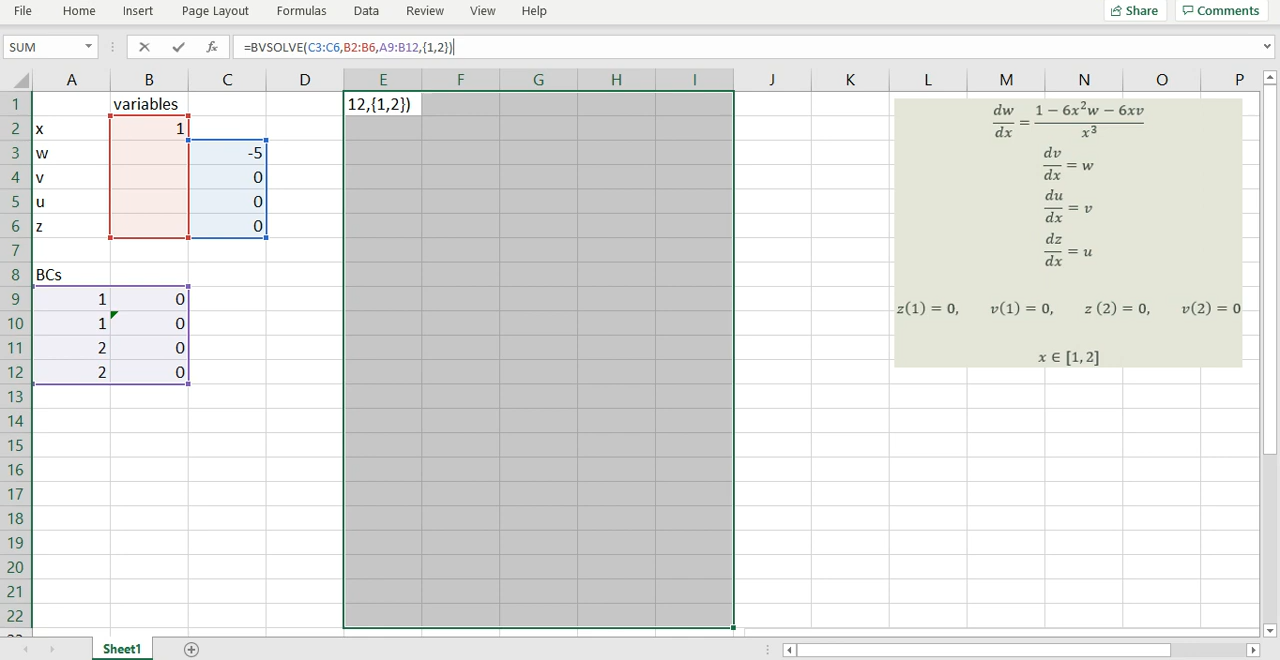 File Home Insert Page Layout Formulas Data Review View Help Share Comments
SUM fx =BVSOLVE(C3:C6,B2:B6,A9:B12,{1,2})
A B C D E F G H I J K L M N O P
1 variables 12,{1,2})
2 x 1
3 w -5
4 v 0
5 u 0
6 z 0
7
8 BCs
9 1 0
10 1 0
11 2 0
12 2 0
13
14
15
16
17
18
19
20
21
22
dw/dx = (1 − 6x²w − 6xv)/x³
dv/dx = w
du/dx = v
dz/dx = u
z(1) = 0, v(1) = 0, z (2) = 0, v(2) = 0
x ∈ [1, 2]
Sheet1